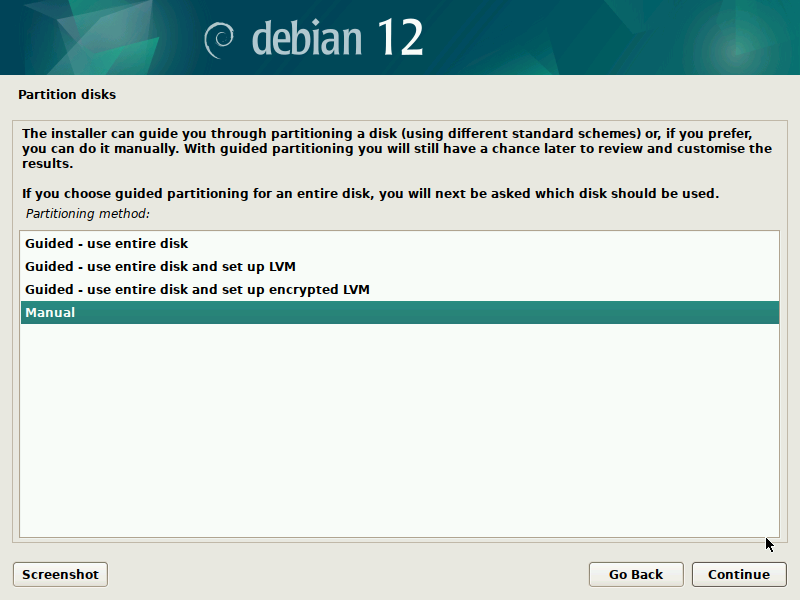 debian 12
Partition disks
The installer can guide you through partitioning a disk (using different standard schemes) or, if you prefer,
you can do it manually. With guided partitioning you will still have a chance later to review and customise the
results.
If you choose guided partitioning for an entire disk, you will next be asked which disk should be used.
Partitioning method:
Guided - use entire disk
Guided - use entire disk and set up LVM
Guided - use entire disk and set up encrypted LVM
Manual
Screenshot
Go Back
Continue